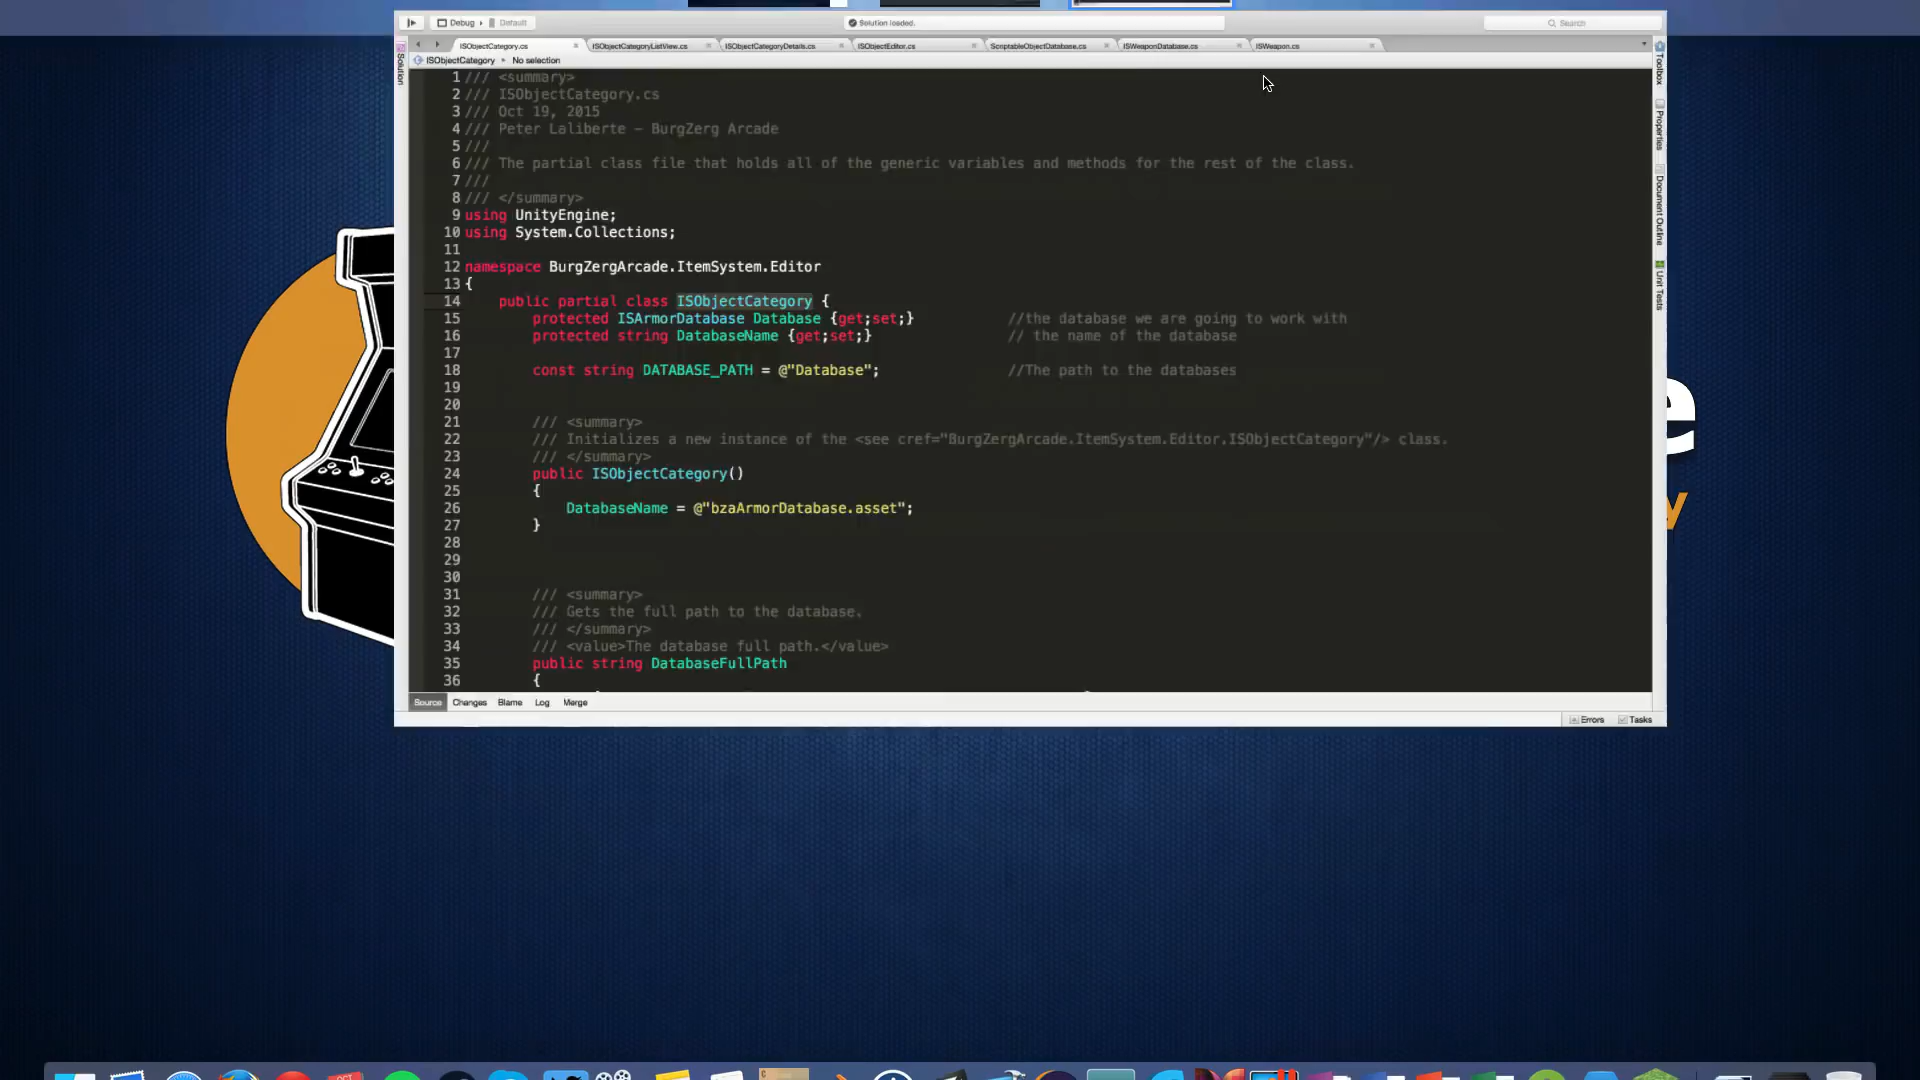 Debug › Default
Solution loaded.
Search
ISObjectCategory.cs
ISObjectCategoryListView.cs
ISObjectCategoryDetails.cs
ISObjectEditor.cs
ScriptableObjectDatabase.cs
ISWeaponDatabase.cs
ISWeapon.cs
ISObjectCategory ▸ No selection
Solution
Toolbox
Properties
Document Outline
Unit Tests
1 /// <summary>
2 /// ISObjectCategory.cs
3 /// Oct 19, 2015
4 /// Peter Laliberte - BurgZerg Arcade
5 ///
6 /// The partial class file that holds all of the generic variables and methods for the rest of the class.
7 ///
8 /// </summary>
9 using UnityEngine;
10 using System.Collections;
11
12 namespace BurgZergArcade.ItemSystem.Editor
13 {
14 public partial class ISObjectCategory {
15 protected ISArmorDatabase Database {get;set;} //the database we are going to work with
16 protected string DatabaseName {get;set;} // the name of the database
17
18 const string DATABASE_PATH = @"Database"; //The path to the databases
19
20
21 /// <summary>
22 /// Initializes a new instance of the <see cref="BurgZergArcade.ItemSystem.Editor.ISObjectCategory"/> class.
23 /// </summary>
24 public ISObjectCategory()
25 {
26 DatabaseName = @"bzaArmorDatabase.asset";
27 }
28
29
30
31 /// <summary>
32 /// Gets the full path to the database.
33 /// </summary>
34 /// <value>The database full path.</value>
35 public string DatabaseFullPath
36 {
Source Changes Blame Log Merge
Errors Tasks
e
y
OCT